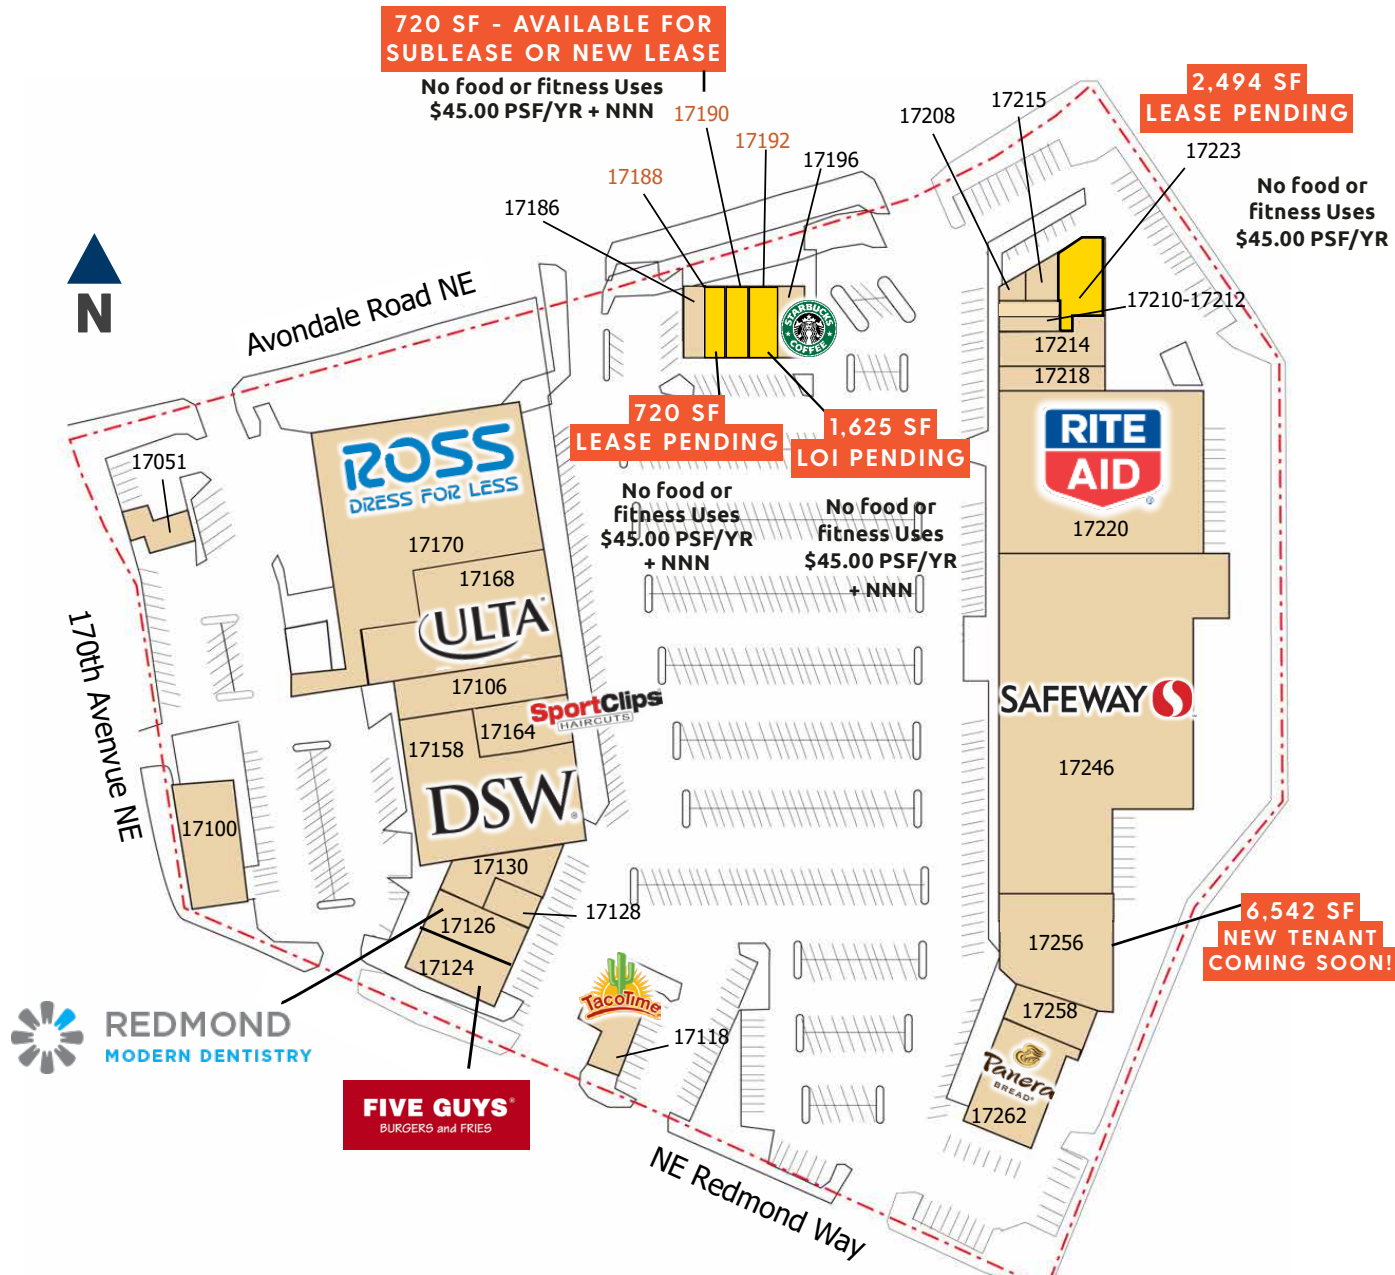 720 SF - AVAILABLE FOR
SUBLEASE OR NEW LEASE
No food or fitness Uses
$45.00 PSF/YR + NNN
17190
17192
17188
17196
17186
17208
17215
2,494 SF
LEASE PENDING
17223
No food or
fitness Uses
$45.00 PSF/YR
17210-17212
17214
17218
N
Avondale Road NE
STARBUCKS
COFFEE
720 SF
LEASE PENDING
1,625 SF
LOI PENDING
No food or
fitness Uses
$45.00 PSF/YR
+ NNN
No food or
fitness Uses
$45.00 PSF/YR
+ NNN
RITE
AID
17220
17051
ROSS
DRESS FOR LESS
17170
17168
ULTA
17106
SportClips
HAIRCUTS
17164
17158
DSW
170th Avenvue NE
17100
SAFEWAY
17246
17130
17128
17126
17124
6,542 SF
NEW TENANT
COMING SOON!
17256
17258
TacoTime
17118
Panera
BREAD®
17262
REDMOND
MODERN DENTISTRY
FIVE GUYS®
BURGERS and FRIES
NE Redmond Way